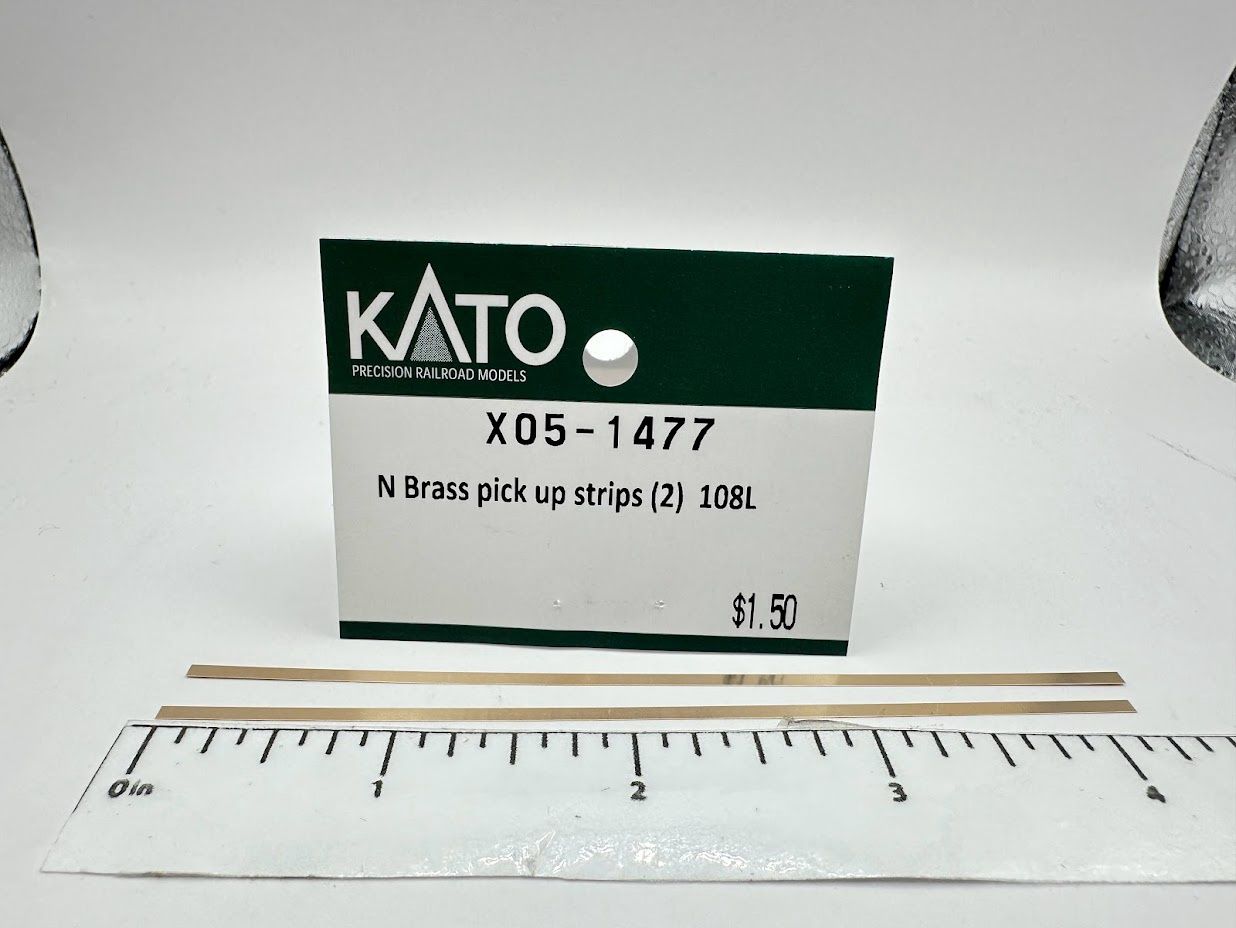 KATO
PRECISION RAILROAD MODELS
X05-1477
N Brass pick up strips (2) 108L
$1.50
0in 1 2 3 4